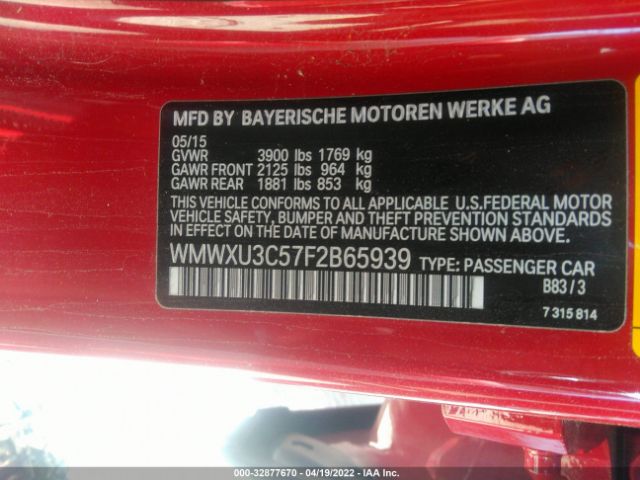 MFD BY BAYERISCHE MOTOREN WERKE AG
05/15
GVWR 3900 lbs 1769 kg
GAWR FRONT 2125 lbs 964 kg
GAWR REAR 1881 lbs 853 kg
THIS VEHICLE CONFORMS TO ALL APPLICABLE U.S.FEDERAL MOTOR
VEHICLE SAFETY, BUMPER AND THEFT PREVENTION STANDARDS
IN EFFECT ON THE DATE OF MANUFACTURE SHOWN ABOVE.
WMWXU3C57F2B65939 TYPE: PASSENGER CAR
B83/3
7 315 814
000-32877670 - 04/19/2022 - IAA Inc.